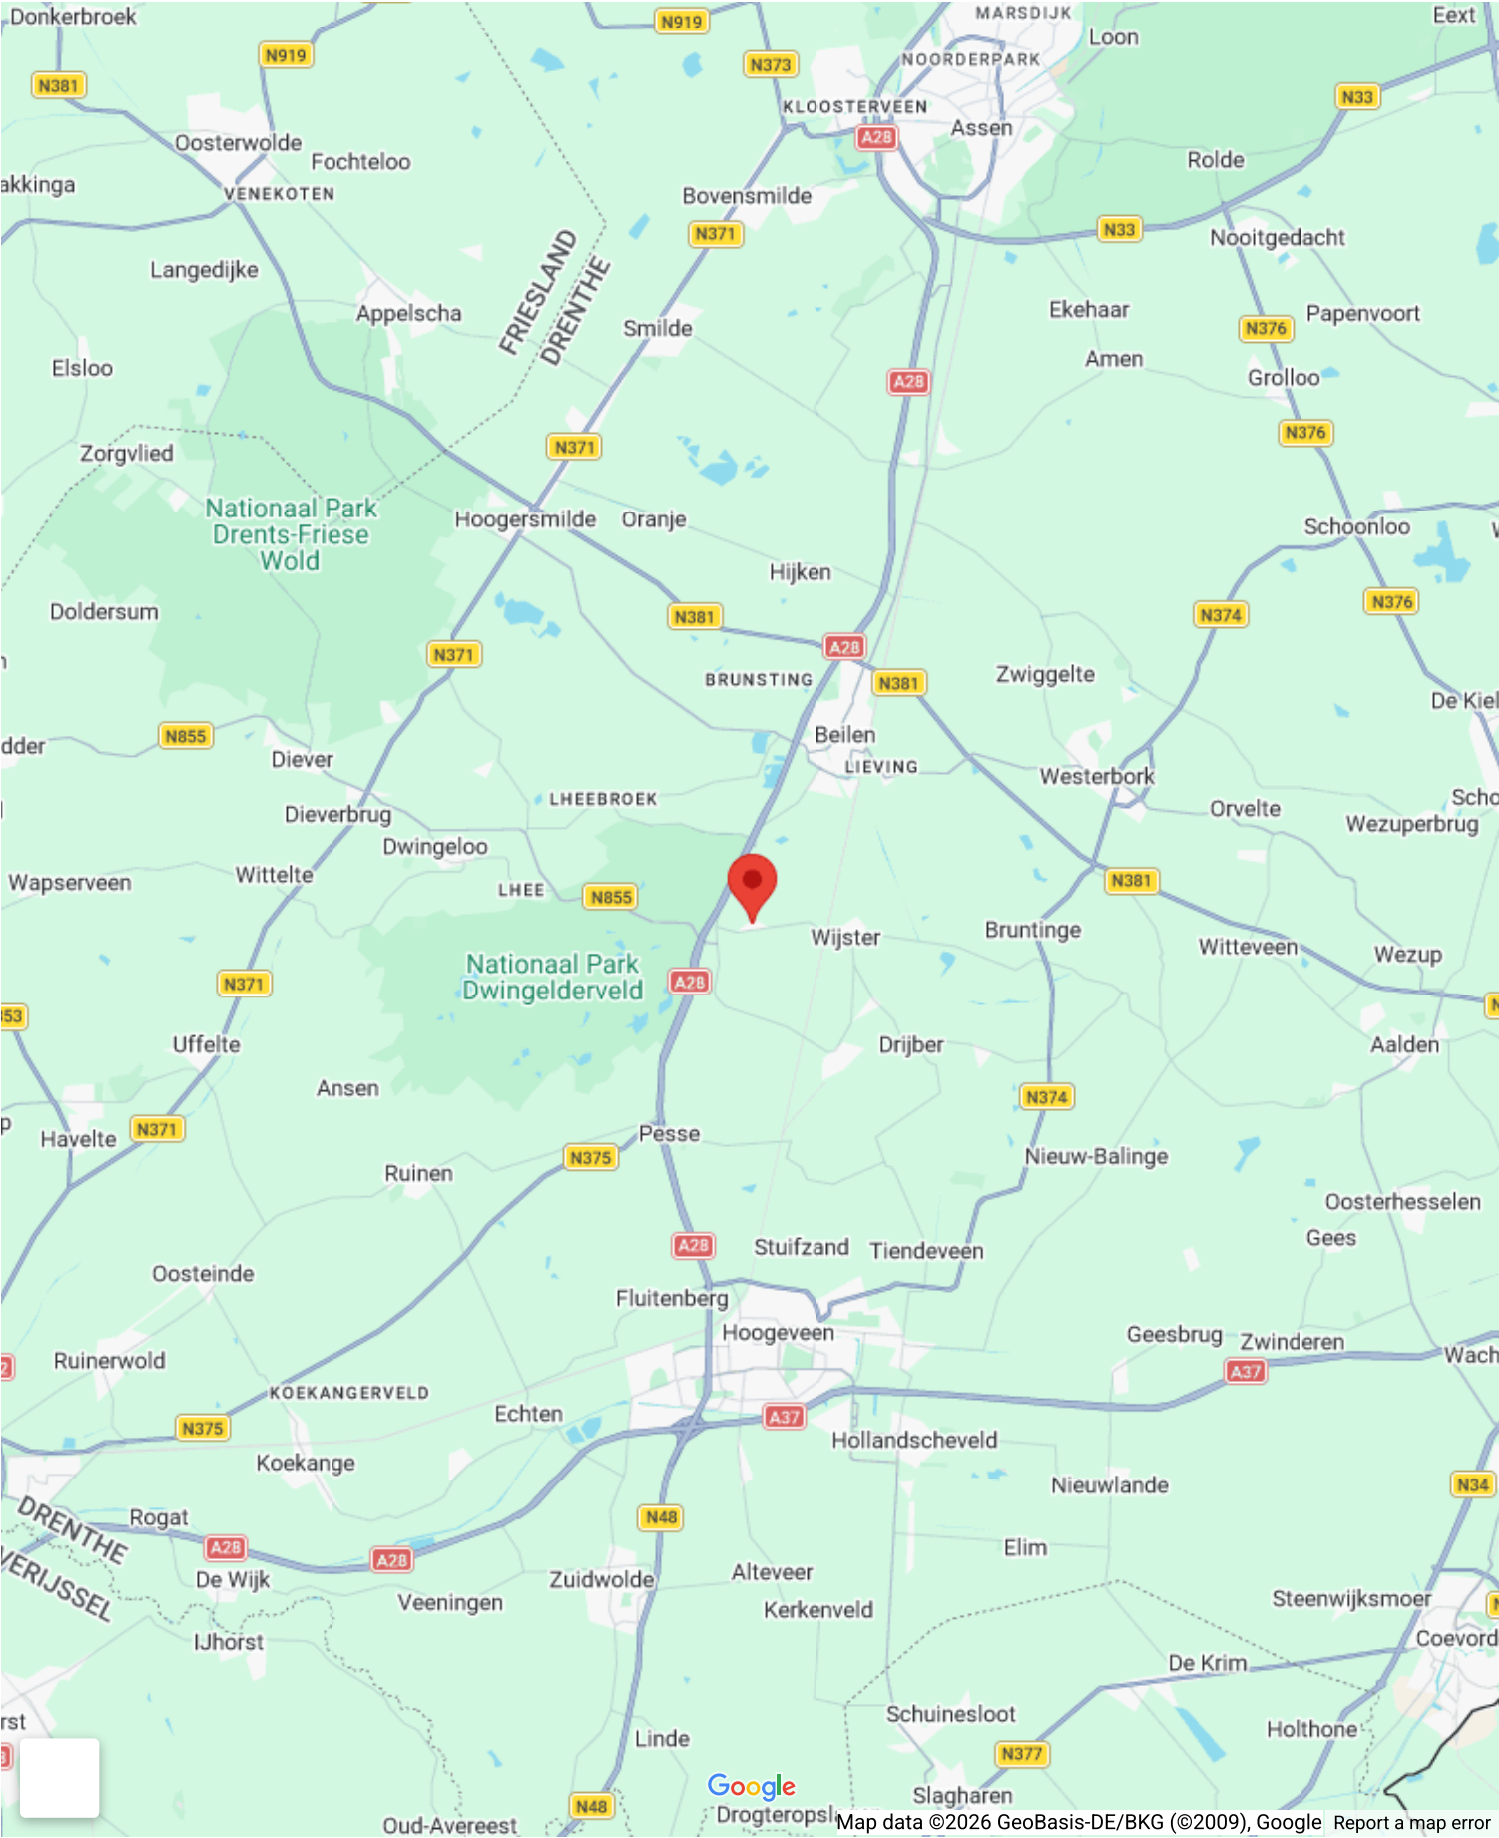 Donkerbroek
N919
MARSDIJK
Eext
N919
Loon
NOORDERPARK
N373
N381
N33
KLOOSTERVEEN
Assen
A28
Oosterwolde
Fochteloo
Rolde
akkinga
VENEKOTEN
Bovensmilde
N371
N33
Nooitgedacht
FRIESLAND
DRENTHE
Langedijke
Appelscha
Smilde
Ekehaar
Papenvoort
N376
Elsloo
Amen
A28
Grolloo
N371
N376
Zorgvlied
Nationaal Park
Drents-Friese
Wold
Hoogersmilde
Oranje
Schoonloo
Hijken
Doldersum
N381
N374
N376
N371
A28
BRUNSTING
N381
Zwiggelte
De Kiel
N855
dder
Beilen
Diever
LIEVING
Westerbork
LHEEBROEK
Scho
Orvelte
Dieverbrug
Wezuperbrug
Dwingeloo
Wittelte
Wapserveen
LHEE
N855
N381
Wijster
Bruntinge
Witteveen
Wezup
Nationaal Park
Dwingelderveld
N371
A28
N
353
Uffelte
Drijber
Aalden
Ansen
N374
p
Havelte
N371
Pesse
N375
Nieuw-Balinge
Ruinen
Oosterhesselen
A28
Stuifzand
Tiendeveen
Gees
Oosteinde
Fluitenberg
Hoogeveen
Geesbrug
Zwinderen
Ruinerwold
2
Wach
A37
KOEKANGERVELD
Echten
A37
N375
Hollandscheveld
Koekange
Nieuwlande
N34
DRENTHE
Rogat
N48
A28
A28
Elim
VERIJSSEL
De Wijk
Zuidwolde
Alteveer
Veeningen
Kerkenveld
Steenwijksmoer
N
IJhorst
Coevord
De Krim
rst
Schuinesloot
Holthone
Linde
N377
Google
Slagharen
N48
Drogteropsla
Oud-Avereest
Map data ©2026 GeoBasis-DE/BKG (©2009), Google
Report a map error